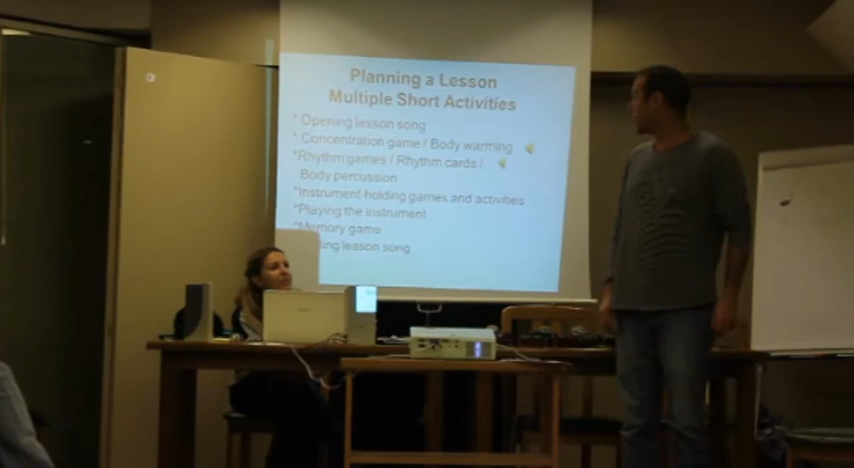 Planning a Lesson
Multiple Short Activities
* Opening lesson song
* Concentration game / Body warming
*Rhythm games / Rhythm cards /
Body percussion
*Instrument-holding games and activities
*Playing the instrument
*Memory game
lesson song